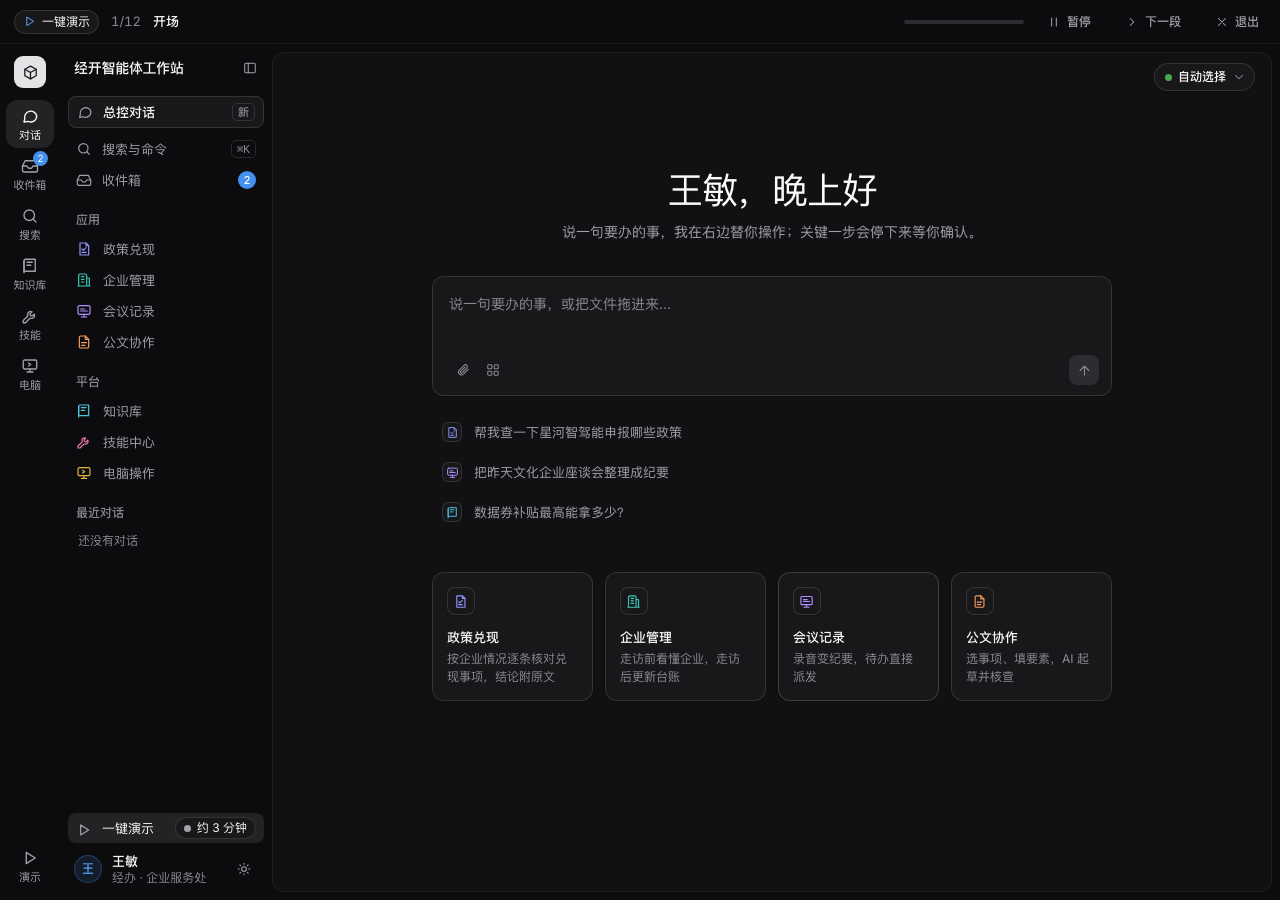 一键演示
1/12
开场
暂停
下一段
退出
经开智能体工作站
总控对话
新
搜索与命令
⌘K
收件箱
2
应用
政策兑现
企业管理
会议记录
公文协作
平台
知识库
技能中心
电脑操作
最近对话
还没有对话
一键演示
约 3 分钟
王
王敏
经办 · 企业服务处
对话
2
收件箱
搜索
知识库
技能
电脑
演示
自动选择
王敏，晚上好
说一句要办的事，我在右边替你操作；关键一步会停下来等你确认。
说一句要办的事，或把文件拖进来...
帮我查一下星河智驾能申报哪些政策
把昨天文化企业座谈会整理成纪要
数据券补贴最高能拿多少?
政策兑现
按企业情况逐条核对兑
现事项，结论附原文
企业管理
走访前看懂企业，走访
后更新台账
会议记录
录音变纪要，待办直接
派发
公文协作
选事项、填要素，AI 起
草并核查